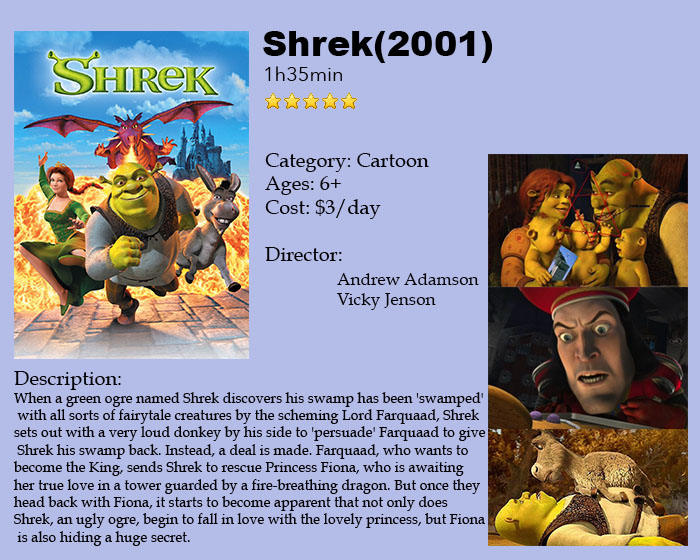 SHREK
Shrek(2001)
1h35min
Category: Cartoon
Ages: 6+
Cost: $3/day
Director:
Andrew Adamson
Vicky Jenson
Description:
When a green ogre named Shrek discovers his swamp has been 'swamped'
with all sorts of fairytale creatures by the scheming Lord Farquaad, Shrek
sets out with a very loud donkey by his side to 'persuade' Farquaad to give
Shrek his swamp back. Instead, a deal is made. Farquaad, who wants to
become the King, sends Shrek to rescue Princess Fiona, who is awaiting
her true love in a tower guarded by a fire-breathing dragon. But once they
head back with Fiona, it starts to become apparent that not only does
Shrek, an ugly ogre, begin to fall in love with the lovely princess, but Fiona
is also hiding a huge secret.